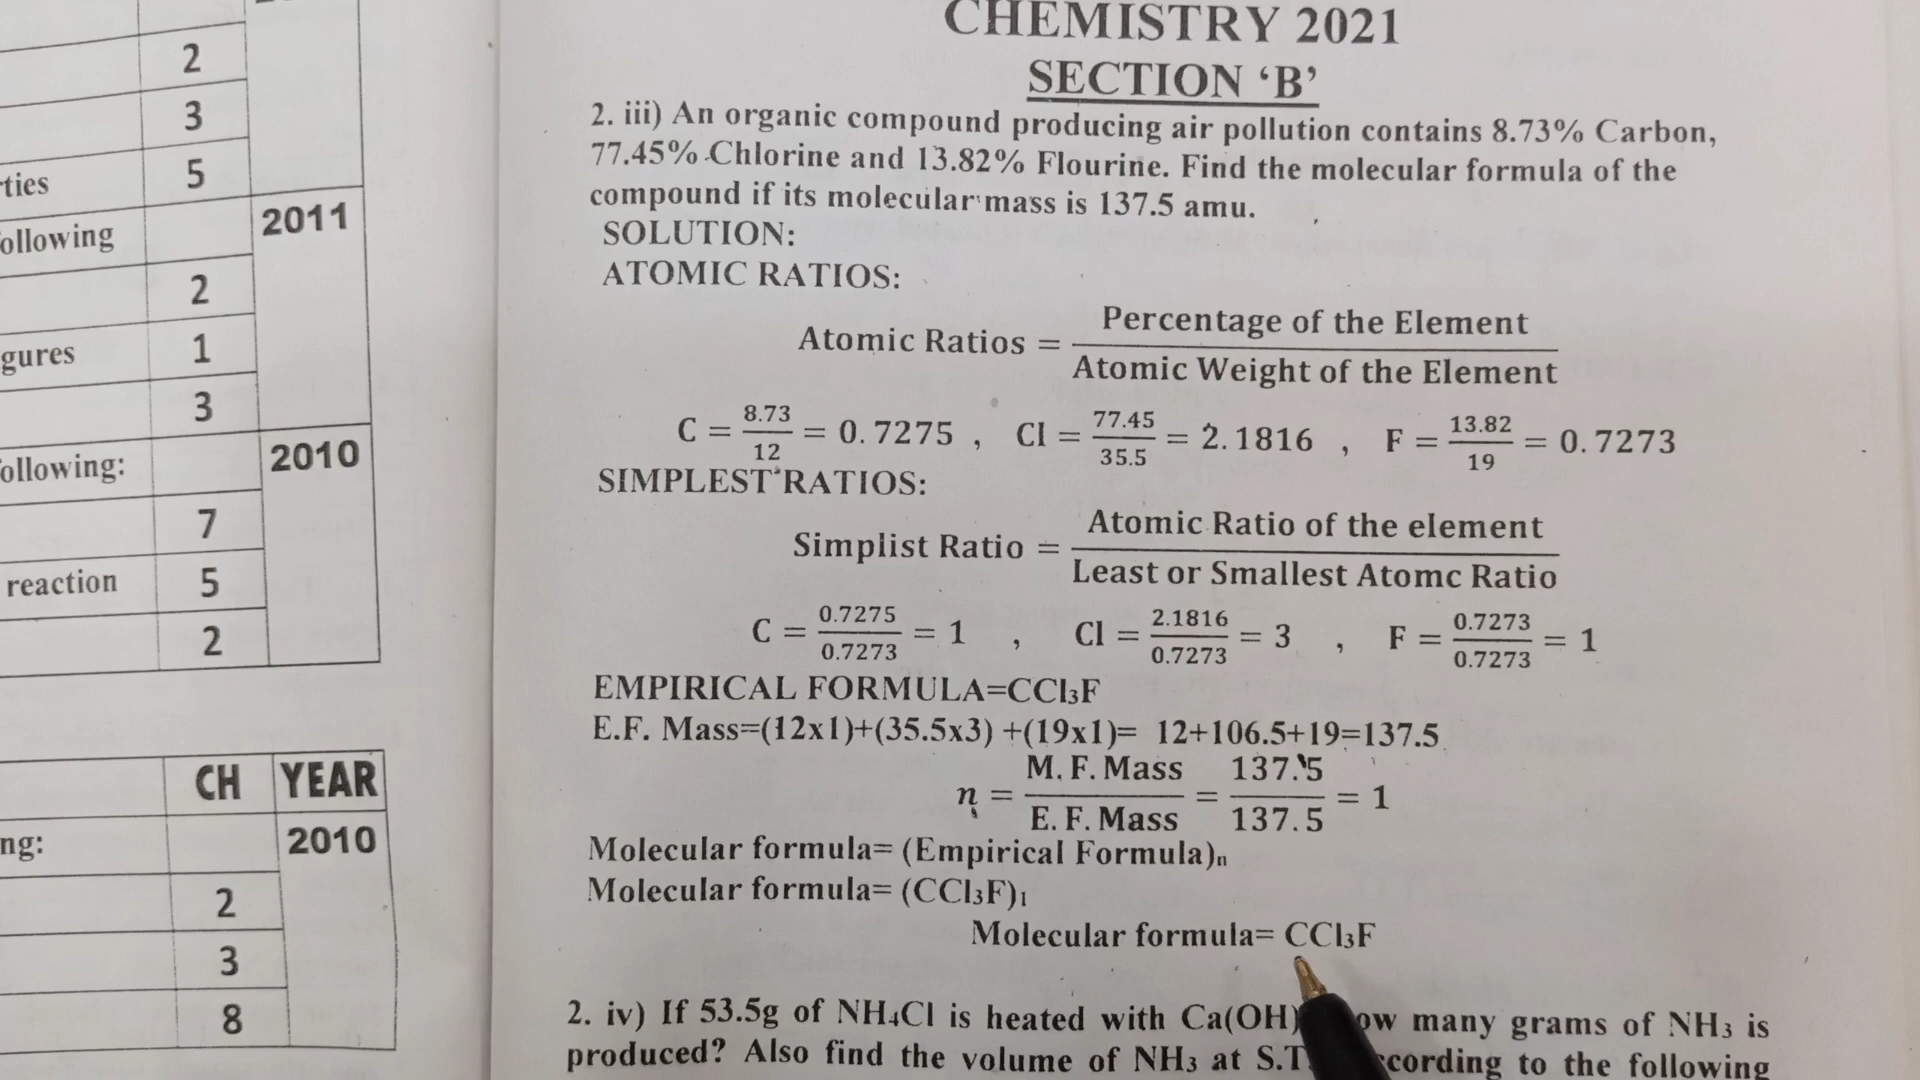 2
3
rties 5
ollowing 2011
2
gures 1
3
ollowing: 2010
7
reaction 5
2
CH YEAR
ng: 2010
2
3
8
CHEMISTRY 2021
SECTION ‘B’
2. iii) An organic compound producing air pollution contains 8.73% Carbon,
77.45% Chlorine and 13.82% Flourine. Find the molecular formula of the
compound if its molecular mass is 137.5 amu.
SOLUTION:
ATOMIC RATIOS:
Atomic Ratios = Percentage of the Element / Atomic Weight of the Element
C = 8.73/12 = 0.7275 , Cl = 77.45/35.5 = 2.1816 , F = 13.82/19 = 0.7273
SIMPLEST RATIOS:
Simplist Ratio = Atomic Ratio of the element / Least or Smallest Atomc Ratio
C = 0.7275/0.7273 = 1 , Cl = 2.1816/0.7273 = 3 , F = 0.7273/0.7273 = 1
EMPIRICAL FORMULA=CCl₃F
E.F. Mass=(12x1)+(35.5x3) +(19x1)= 12+106.5+19=137.5
n = M.F. Mass / E.F. Mass = 137.5 / 137.5 = 1
Molecular formula= (Empirical Formula)ₙ
Molecular formula= (CCl₃F)₁
Molecular formula= CCl₃F
2. iv) If 53.5g of NH₄Cl is heated with Ca(OH) ow many grams of NH₃ is
produced? Also find the volume of NH₃ at S.T cording to the following